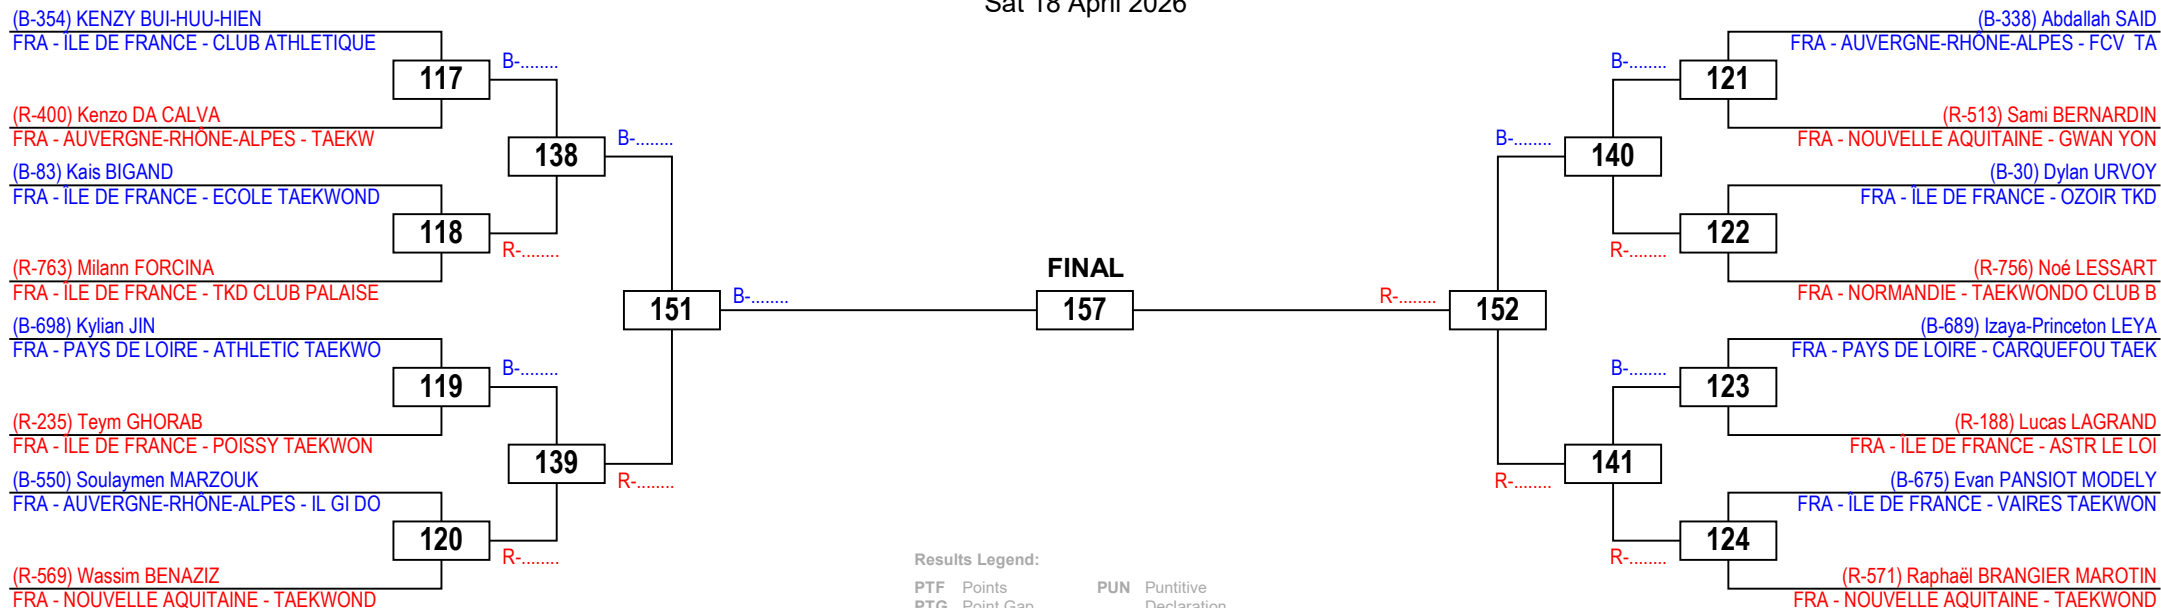 Sat 18 April 2026
(B-354) KENZY BUI-HUU-HIEN
FRA - ÎLE DE FRANCE - CLUB ATHLETIQUE
117
B-........
(R-400) Kenzo DA CALVA
FRA - AUVERGNE-RHÔNE-ALPES - TAEKW
138
B-........
(B-83) Kais BIGAND
FRA - ÎLE DE FRANCE - ECOLE TAEKWOND
118
R-........
(R-763) Milann FORCINA
FRA - ÎLE DE FRANCE - TKD CLUB PALAISE
151
B-........
(B-698) Kylian JIN
FRA - PAYS DE LOIRE - ATHLETIC TAEKWO
119
B-........
(R-235) Teym GHORAB
FRA - ÎLE DE FRANCE - POISSY TAEKWON
139
R-........
(B-550) Soulaymen MARZOUK
FRA - AUVERGNE-RHÔNE-ALPES - IL GI DO
120
R-........
(R-569) Wassim BENAZIZ
FRA - NOUVELLE AQUITAINE - TAEKWOND
FINAL
157
(B-338) Abdallah SAID
FRA - AUVERGNE-RHÔNE-ALPES - FCV TA
B-........
121
(R-513) Sami BERNARDIN
FRA - NOUVELLE AQUITAINE - GWAN YON
B-........
140
(B-30) Dylan URVOY
FRA - ÎLE DE FRANCE - OZOIR TKD
122
R-........
(R-756) Noé LESSART
FRA - NORMANDIE - TAEKWONDO CLUB B
R-........
152
(B-689) Izaya-Princeton LEYA
FRA - PAYS DE LOIRE - CARQUEFOU TAEK
B-........
123
(R-188) Lucas LAGRAND
FRA - ÎLE DE FRANCE - ASTR LE LOI
141
R-........
(B-675) Evan PANSIOT MODELY
FRA - ÎLE DE FRANCE - VAIRES TAEKWON
124
R-........
(R-571) Raphaël BRANGIER MAROTIN
FRA - NOUVELLE AQUITAINE - TAEKWOND
Results Legend:
PTF Points PUN Puntitive
PTG Point Gap Declaration